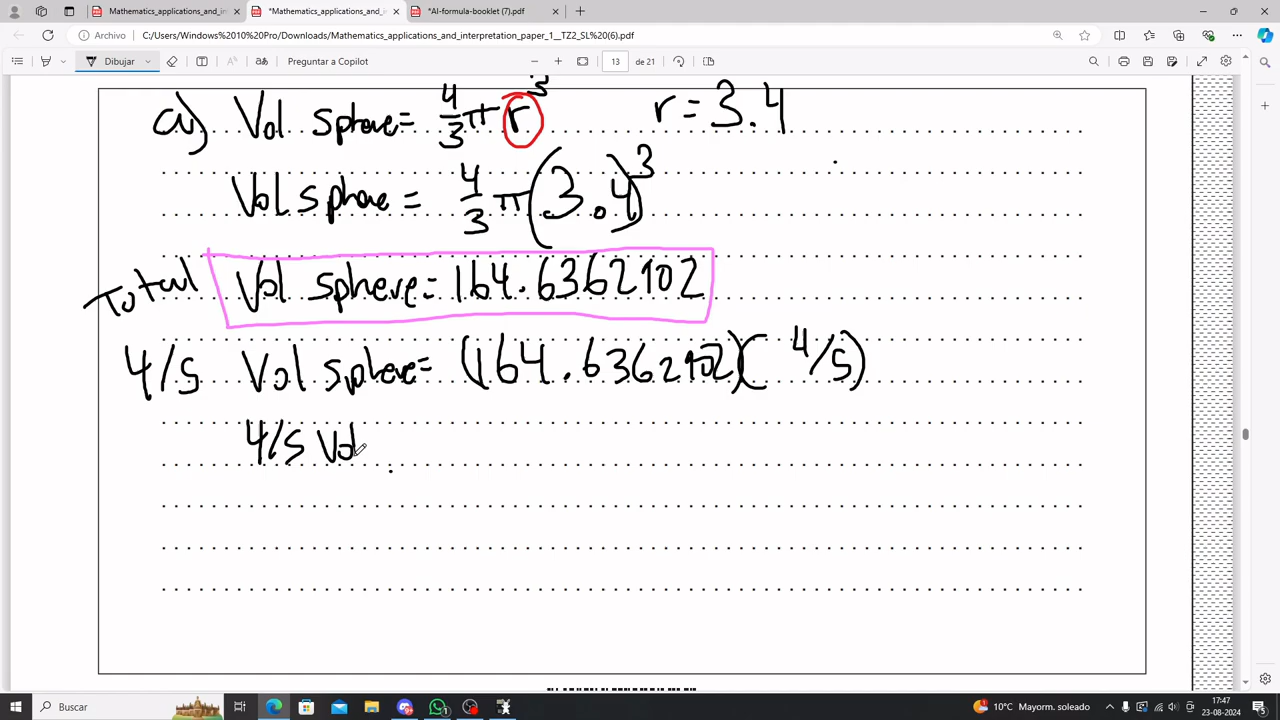 Mathematics_applications_and_in
*Mathematics_applications_and_in
*AI-formula-booklet (7).pdf
Archivo
C:/Users/Windows%2010%20Pro/Downloads/Mathematics_applications_and_interpretation_paper_1__TZ2_SL%20(6).pdf
Dibujar
Preguntar a Copilot
13
de 21
a) Vol sphere = 4/3 π r³ r = 3.4
Vol sphere = 4/3 π (3.4)³
Total Vol sphere = 164.6362102
4/5 Vol sphere = (164.6362102)(4/5)
4/5 Vol
Buscar
10°C Mayorm. soleado
17:47
23-08-2024